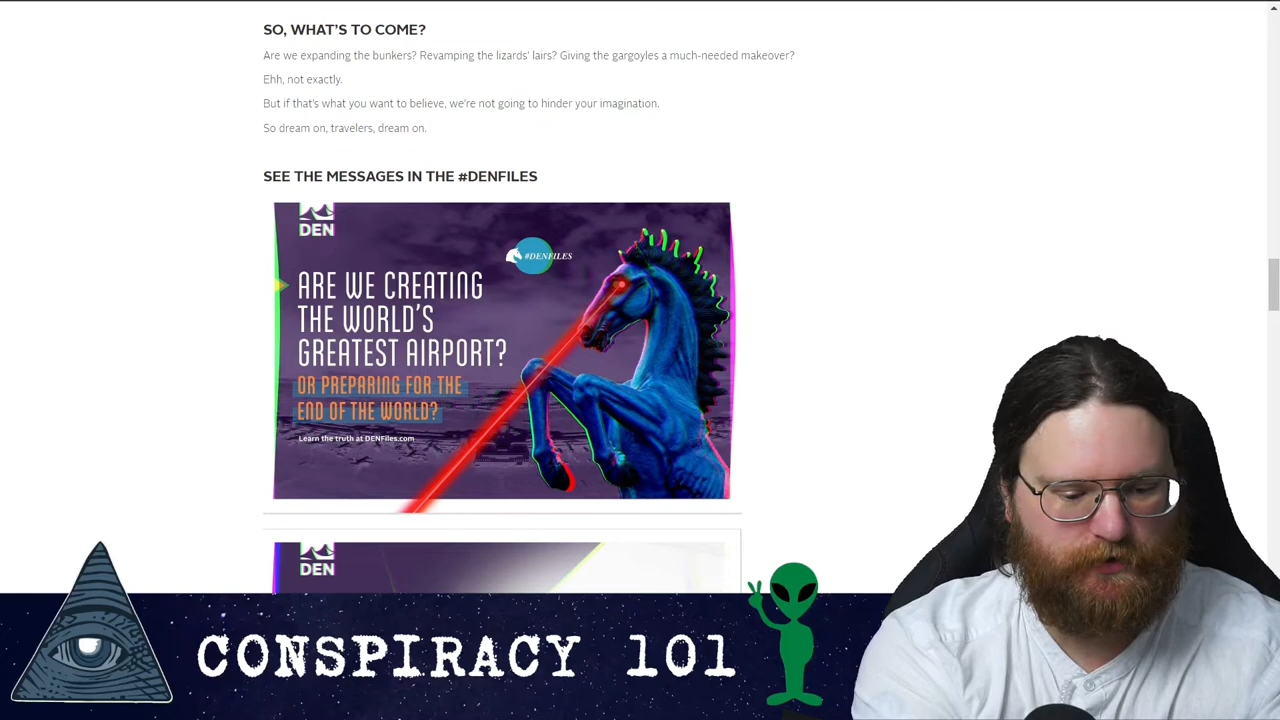 SO, WHAT'S TO COME?
Are we expanding the bunkers? Revamping the lizards' lairs? Giving the gargoyles a much-needed makeover?
Ehh, not exactly.
But if that's what you want to believe, we're not going to hinder your imagination.
So dream on, travelers, dream on.
SEE THE MESSAGES IN THE #DENFILES
DEN
#DENFILES
ARE WE CREATING
THE WORLD'S
GREATEST AIRPORT?
OR PREPARING FOR THE
END OF THE WORLD?
Learn the truth at DENFiles.com
DEN
CONSPIRACY 101